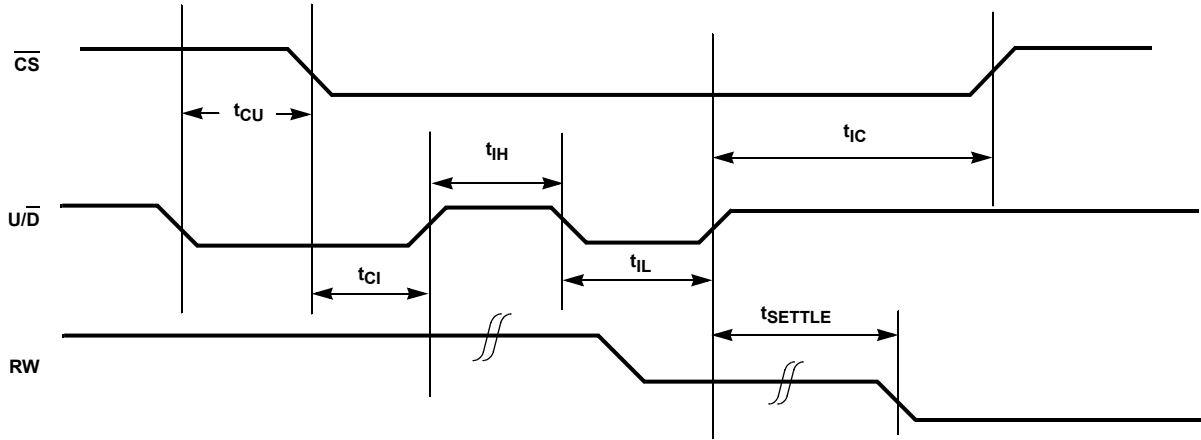 CS
tCU
tIH
tIC
U/D
tCI
tIL
tSETTLE
RW